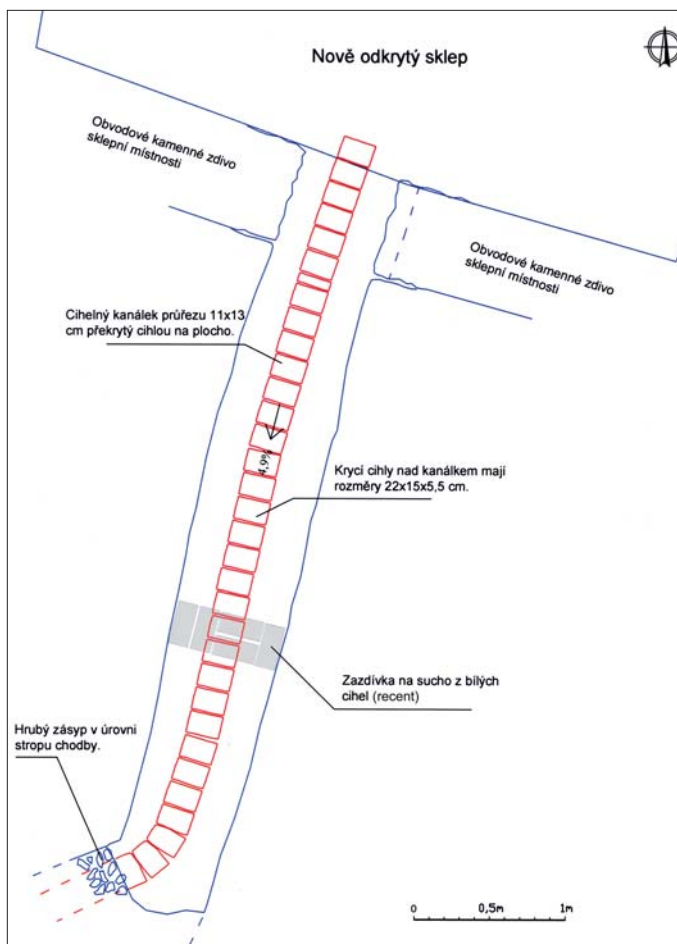 Nově odkrytý sklep
Obvodové kamenné zdivo
sklepní místnosti
Obvodové kamenné zdivo
sklepní místnosti
Cihelný kanálek průřezu 11x13
cm překrytý cihlou na plocho.
4,9%
Krycí cihly nad kanálkem mají
rozměry 22x15x5,5 cm.
Zazdívka na sucho z bílých
cihel (recent)
Hrubý zásyp v úrovni
stropu chodby.
0 0,5m 1m